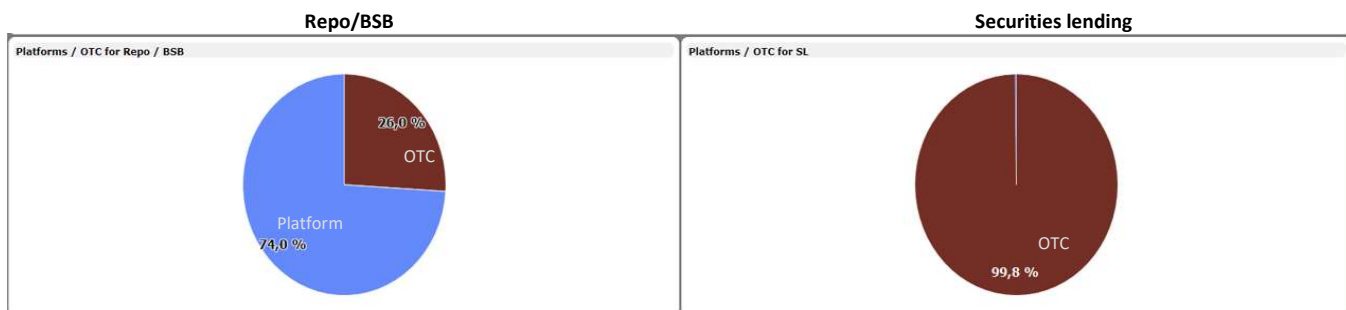 Repo/BSB
Securities lending
Platforms / OTC for Repo / BSB
Platforms / OTC for SL
26,0 %
OTC
Platform
74,0 %
OTC
99,8 %